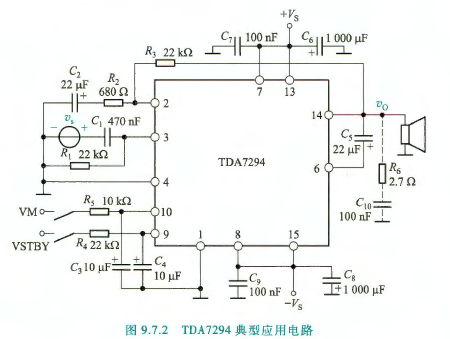 +V_S
C_7 100 nF C_6 1 000 μF
R_3 22 kΩ
C_2
22 μF
R_2
680 Ω
7 13
2
14
v_O
v_s
C_1 470 nF
3
R_1 22 kΩ
TDA7294
C_5
22 μF
6
R_6
2.7 Ω
4
C_10
100 nF
VM
R_5 10 kΩ
10
VSTBY
R_4 22 kΩ
9
1 8 15
C_3 10 μF
C_4
10 μF
C_9
100 nF
C_8
1 000 μF
-V_S
图 9.7.2 TDA7294 典型应用电路